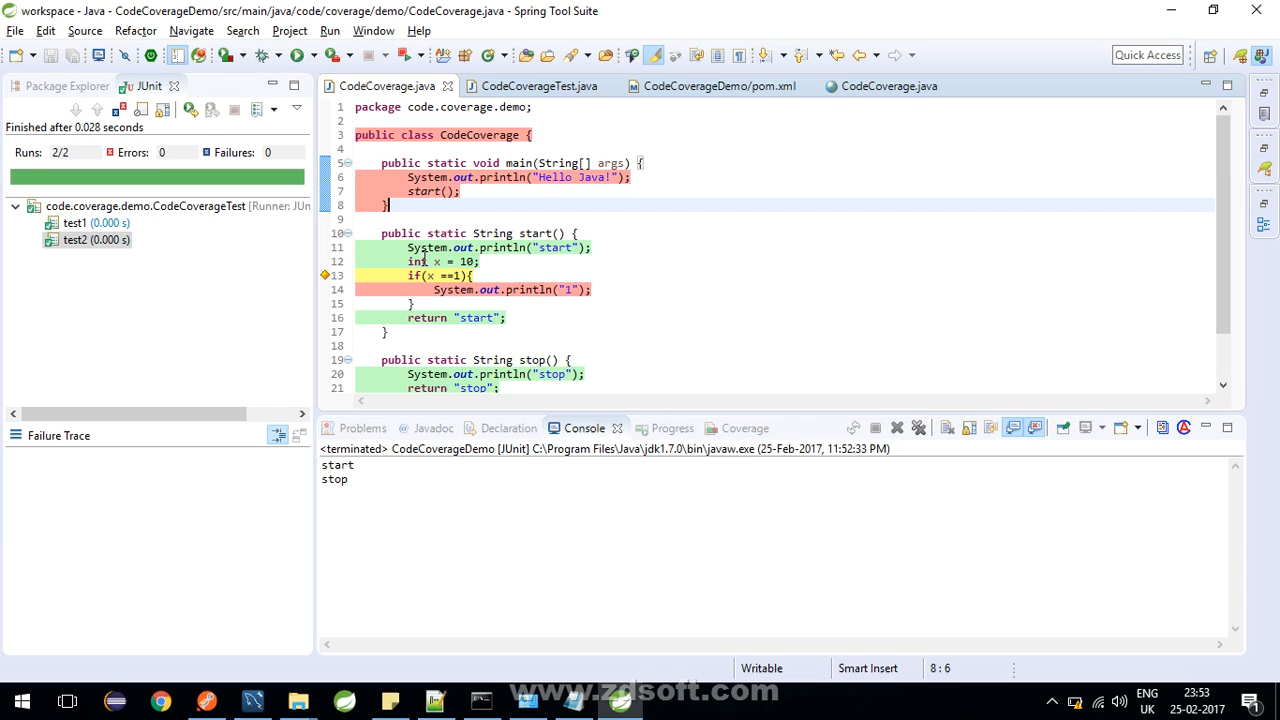 workspace - Java - CodeCoverageDemo/src/main/java/code/coverage/demo/CodeCoverage.java - Spring Tool Suite
File Edit Source Refactor Navigate Search Project Run Window Help
Quick Access
Package Explorer JUnit
Finished after 0.028 seconds
Runs: 2/2 Errors: 0 Failures: 0
code.coverage.demo.CodeCoverageTest [Runner: JUn
test1 (0.000 s)
test2 (0.000 s)
Failure Trace
CodeCoverage.java CodeCoverageTest.java CodeCoverageDemo/pom.xml CodeCoverage.java
1 package code.coverage.demo;
2
3 public class CodeCoverage {
4
5 public static void main(String[] args) {
6 System.out.println("Hello Java!");
7 start();
8 }
9
10 public static String start() {
11 System.out.println("start");
12 int x = 10;
13 if(x ==1){
14 System.out.println("1");
15 }
16 return "start";
17 }
18
19 public static String stop() {
20 System.out.println("stop");
21 return "stop";
Problems Javadoc Declaration Console Progress Coverage
<terminated> CodeCoverageDemo [JUnit] C:\Program Files\Java\jdk1.7.0\bin\javaw.exe (25-Feb-2017, 11:52:33 PM)
start
stop
Writable Smart Insert 8 : 6
www.zdsoft.com
ENG
UK
23:53
25-02-2017
1